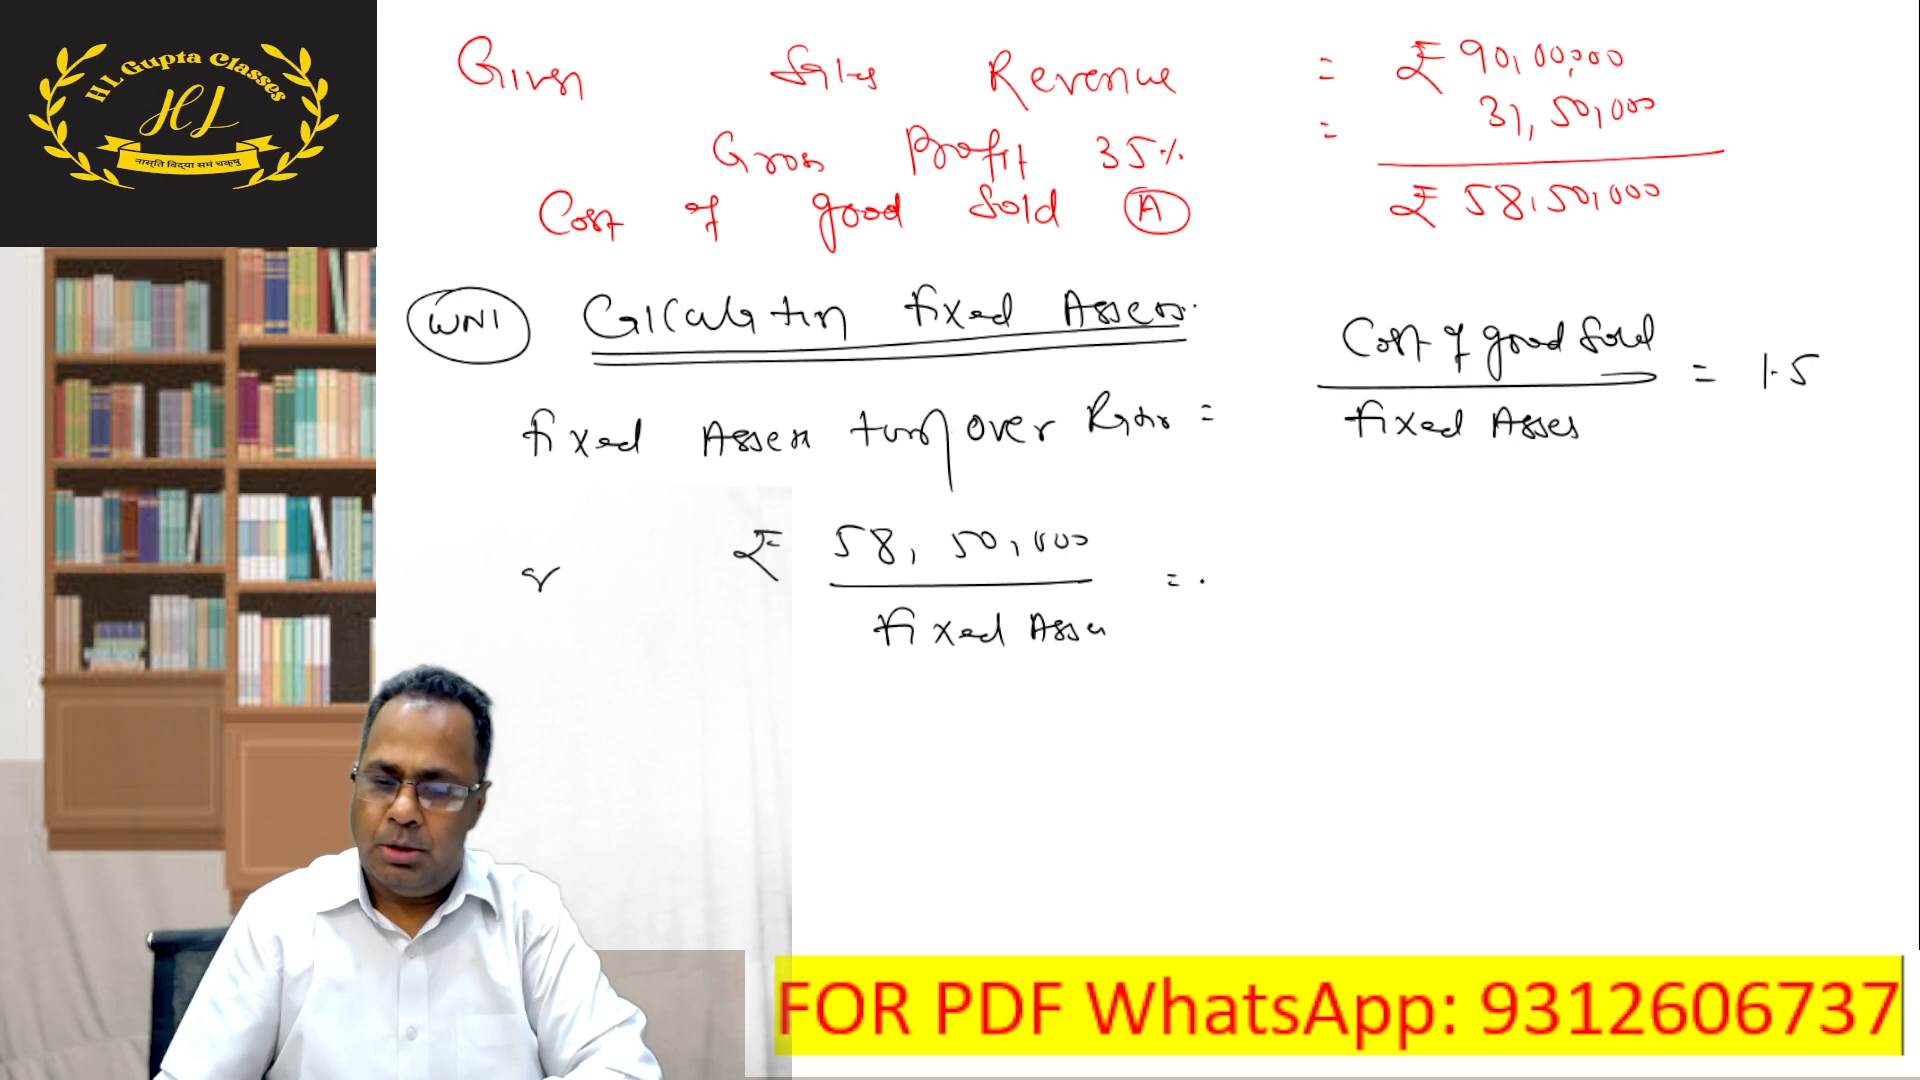 HL Gupta Classes
HL
नास्ति विद्या समं चक्षु
Given Sales Revenue = ₹ 90,00,000
Gross Profit 35% = 31,50,000
Cost of good Sold (A) ₹ 58,50,000
WN1 Calculation fixed Assets.
fixed Assets turnover Ratio = Cost of good Sold / fixed Assets = 1.5
or ₹ 58,50,000 / fixed Asset =
FOR PDF WhatsApp: 9312606737